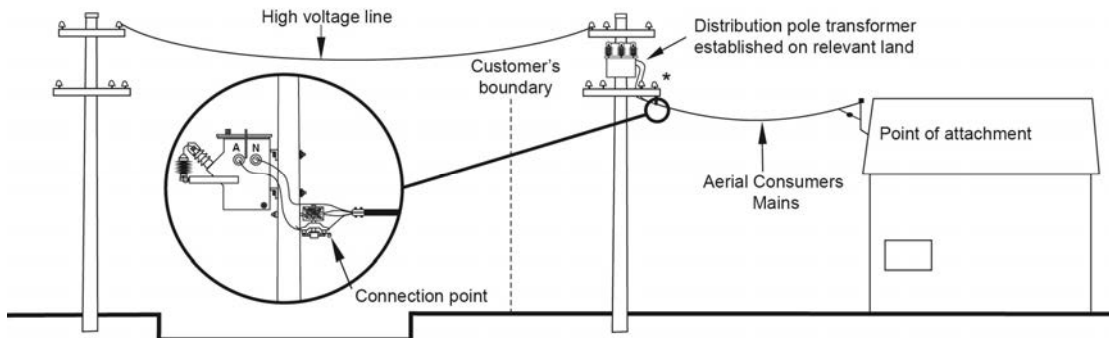 High voltage line
Distribution pole transformer
established on relevant land
Customer's
boundary
*
A N
Point of attachment
Aerial Consumers
Mains
Connection point